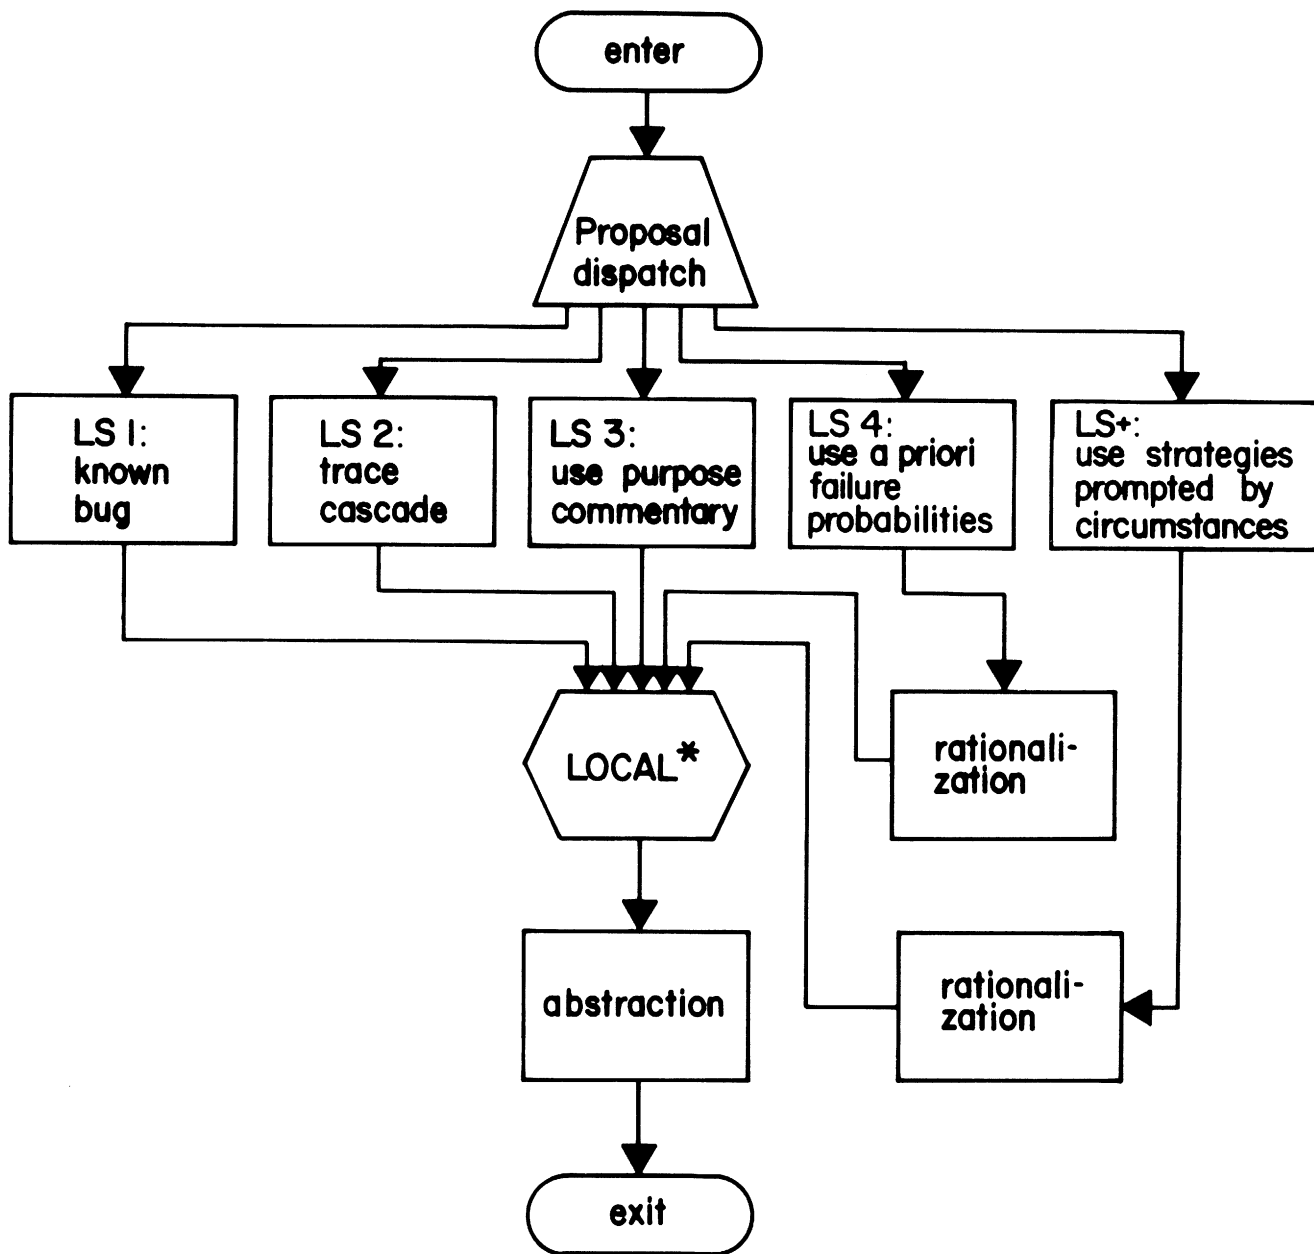 enter
Proposal
dispatch
LS 1:
known
bug
LS 2:
trace
cascade
LS 3:
use purpose
commentary
LS 4:
use a priori
failure
probabilities
LS+:
use strategies
prompted by
circumstances
LOCAL*
rationali-
zation
abstraction
rationali-
zation
exit